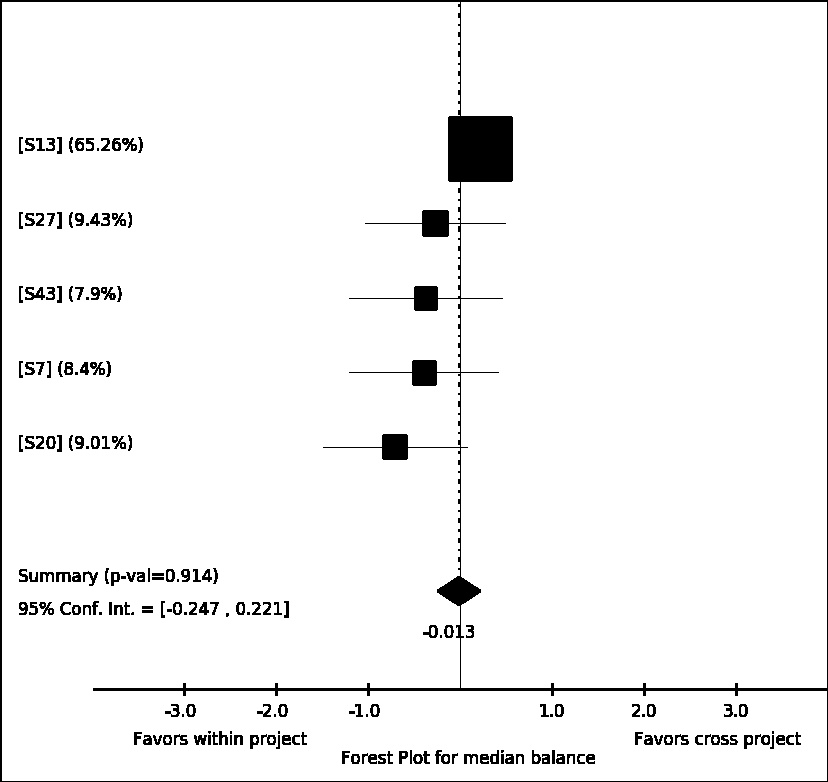 [S13] (65.26%)
[S27] (9.43%)
[S43] (7.9%)
[S7] (8.4%)
[S20] (9.01%)
Summary (p-val=0.914)
95% Conf. Int. = [-0.247 , 0.221]
-0.013
-3.0 -2.0 -1.0 1.0 2.0 3.0
Favors within project Favors cross project
Forest Plot for median balance